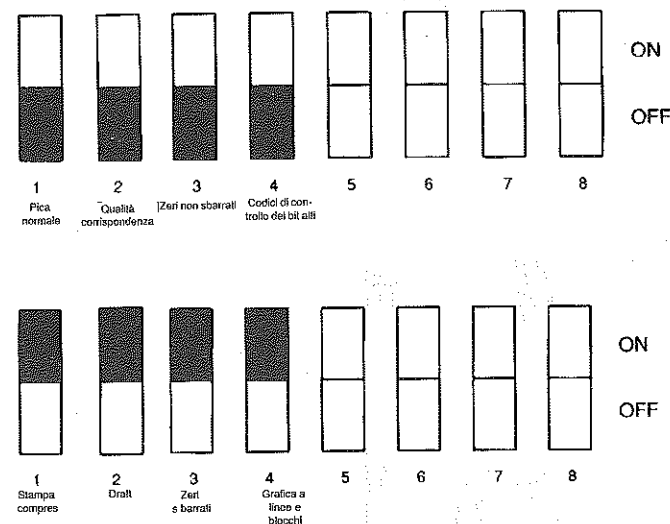 ON
OFF
1 2 3 4 5 6 7 8
Pica normale
Qualità corrispondenza
Zeri non sbarrati
Codici di con-
trollo dei bit alti
ON
OFF
1 2 3 4 5 6 7 8
Stampa
compres
Draft
Zeri
s barrati
Grafica a
linee e
blocchi